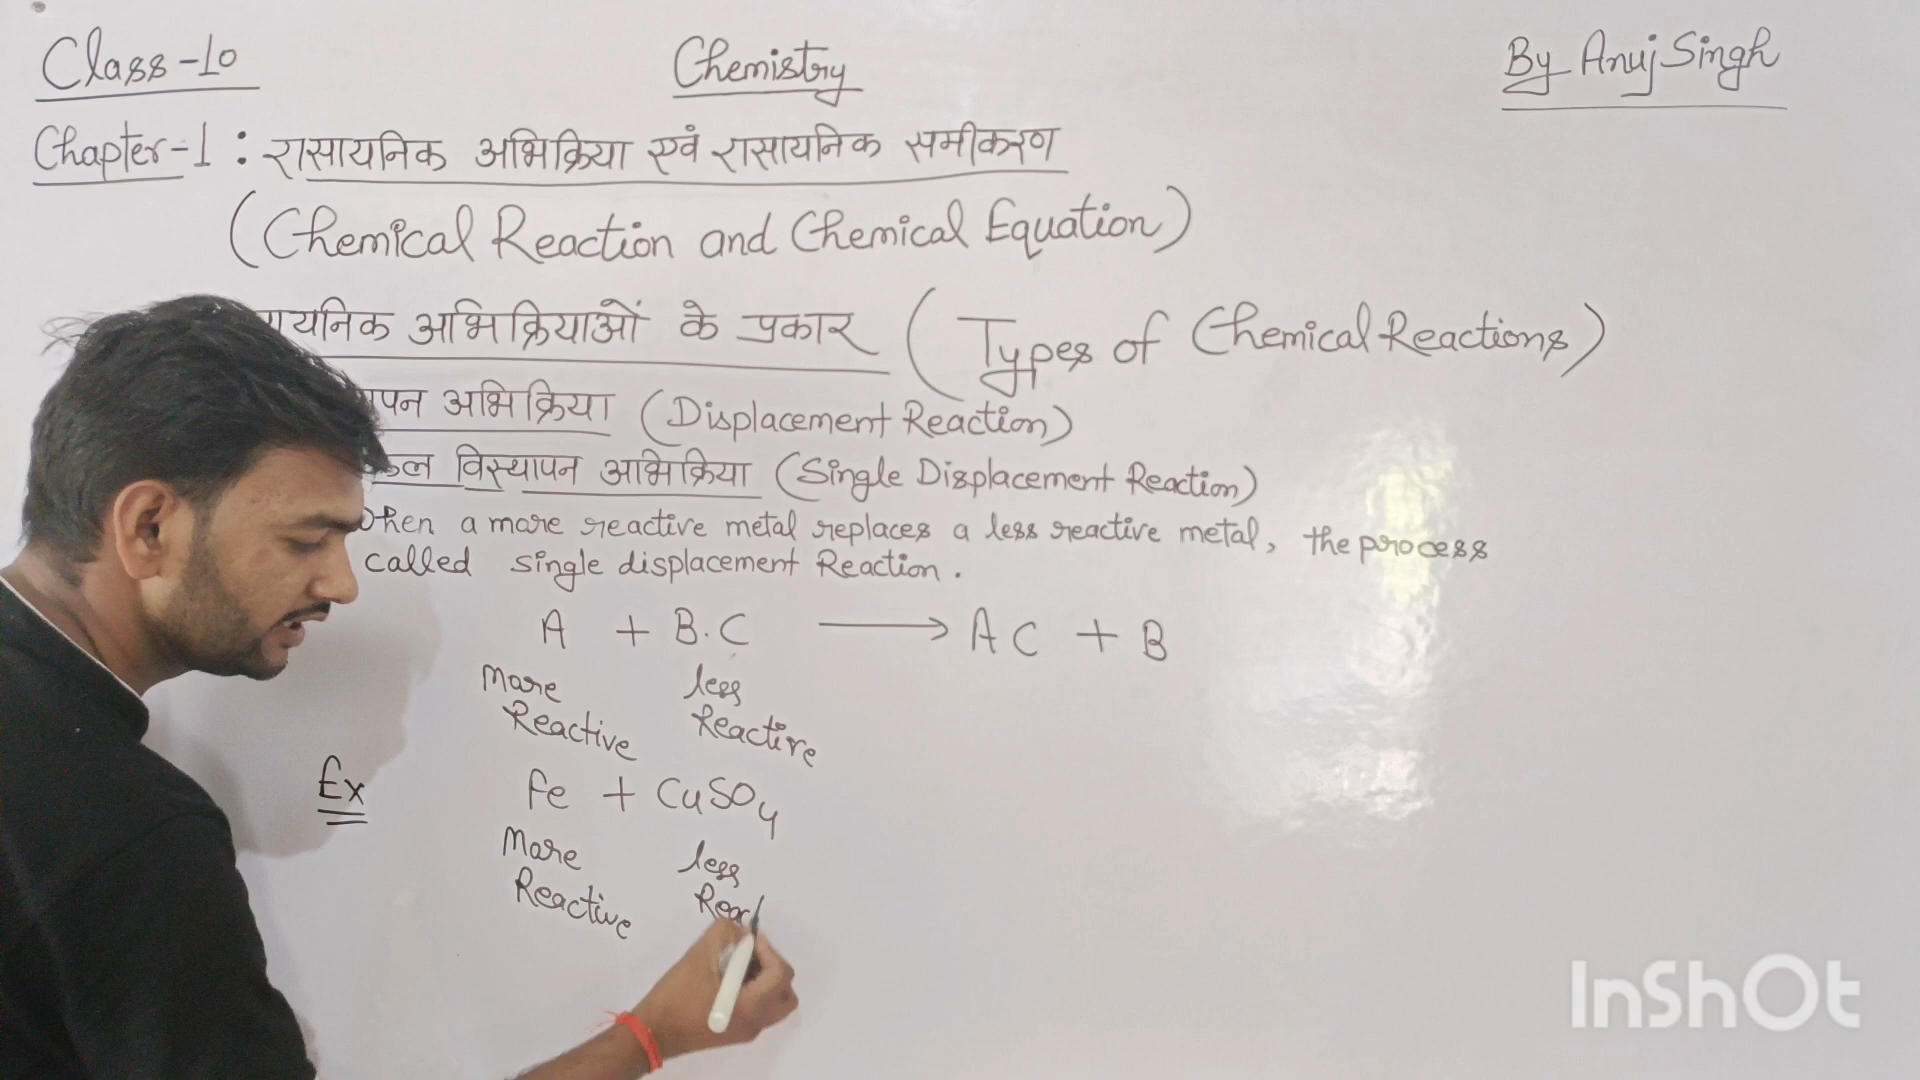 Class-10 Chemistry By Anuj Singh
Chapter-1 : रासायनिक अभिक्रिया एवं रासायनिक समीकरण
(Chemical Reaction and Chemical Equation)
ायनिक अभिक्रियाओं के प्रकार (Types of Chemical Reactions)
ापन अभिक्रिया (Displacement Reaction)
कल विस्थापन अभिक्रिया (Single Displacement Reaction)
When a more reactive metal replaces a less reactive metal, the process
called single displacement Reaction.
A + B.C ⟶ AC + B
More less
Reactive Reactive
Ex Fe + CuSO4
More less
Reactive Reac
InShOt